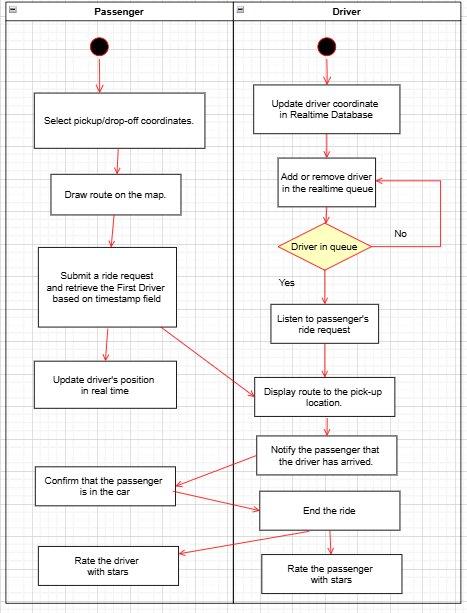 Passenger
Driver
Select pickup/drop-off coordinates.
Update driver coordinate
in Realtime Database
Draw route on the map.
Add or remove driver
in the realtime queue
No
Driver in queue
Submit a ride request
and retrieve the First Driver
based on timestamp field
Yes
Listen to passenger's
ride request
Update driver's position
in real time
Display route to the pick-up
location.
Notify the passenger that
the driver has arrived.
Confirm that the passenger
is in the car
End the ride
Rate the driver
with stars
Rate the passenger
with stars